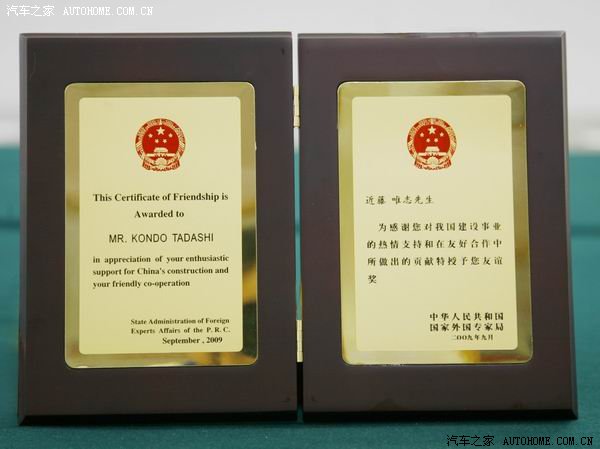 汽车之家 AUTOHOME.COM.CN
This Certificate of Friendship is
Awarded to
MR. KONDO TADASHI
in appreciation of your enthusiastic
support for China's construction and
your friendly co-operation
State Administration of Foreign
Experts Affairs of the P. R. C.
September , 2009
近藤 唯志先生
为感谢您对我国建设事业
的热情支持和在友好合作中
所做出的贡献特授予您友谊
奖
中华人民共和国
国家外国专家局
二〇〇九年九月
汽车之家 AUTOHOME.COM.CN